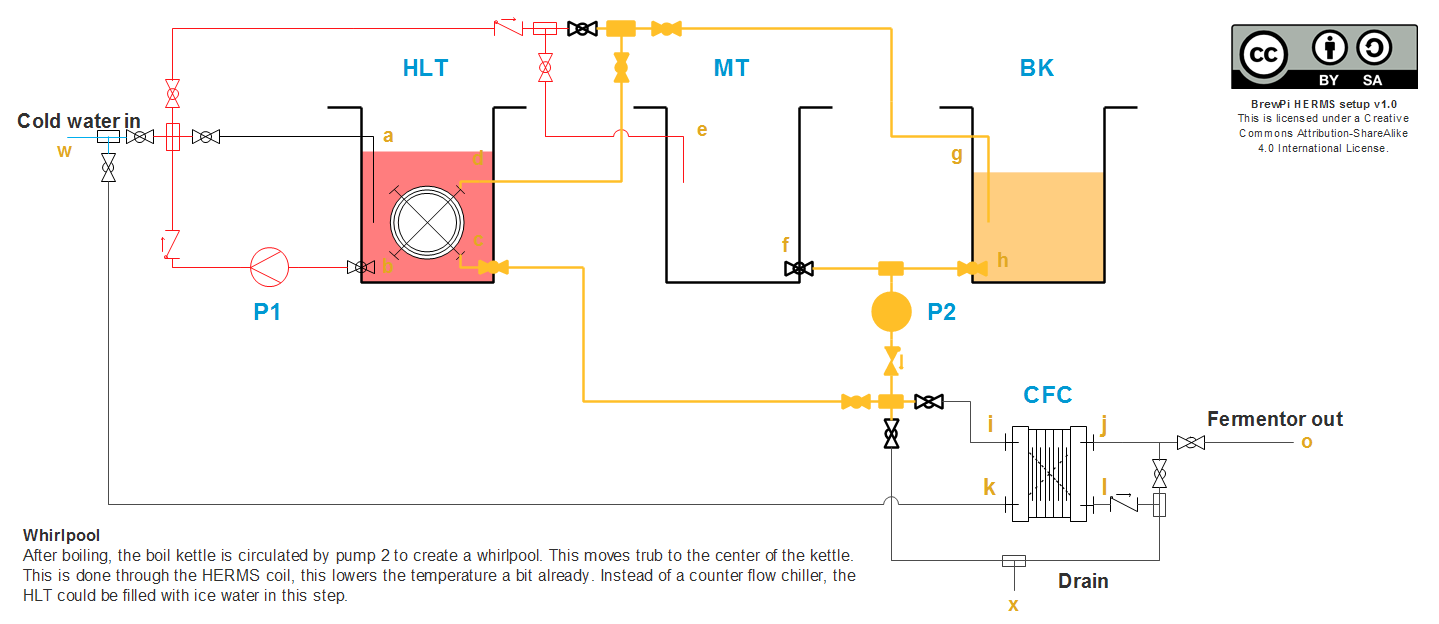 HLT
MT
BK
cc
BY SA
BrewPi HERMS setup v1.0
This is licensed under a Creative
Commons Attribution-ShareAlike
4.0 International License.
Cold water in
w
a
d
e
g
c
b
f
h
P1
P2
j
CFC
i
j
Fermentor out
o
k
l
Whirlpool
After boiling, the boil kettle is circulated by pump 2 to create a whirlpool. This moves trub to the center of the kettle.
This is done through the HERMS coil, this lowers the temperature a bit already. Instead of a counter flow chiller, the
HLT could be filled with ice water in this step.
Drain
x